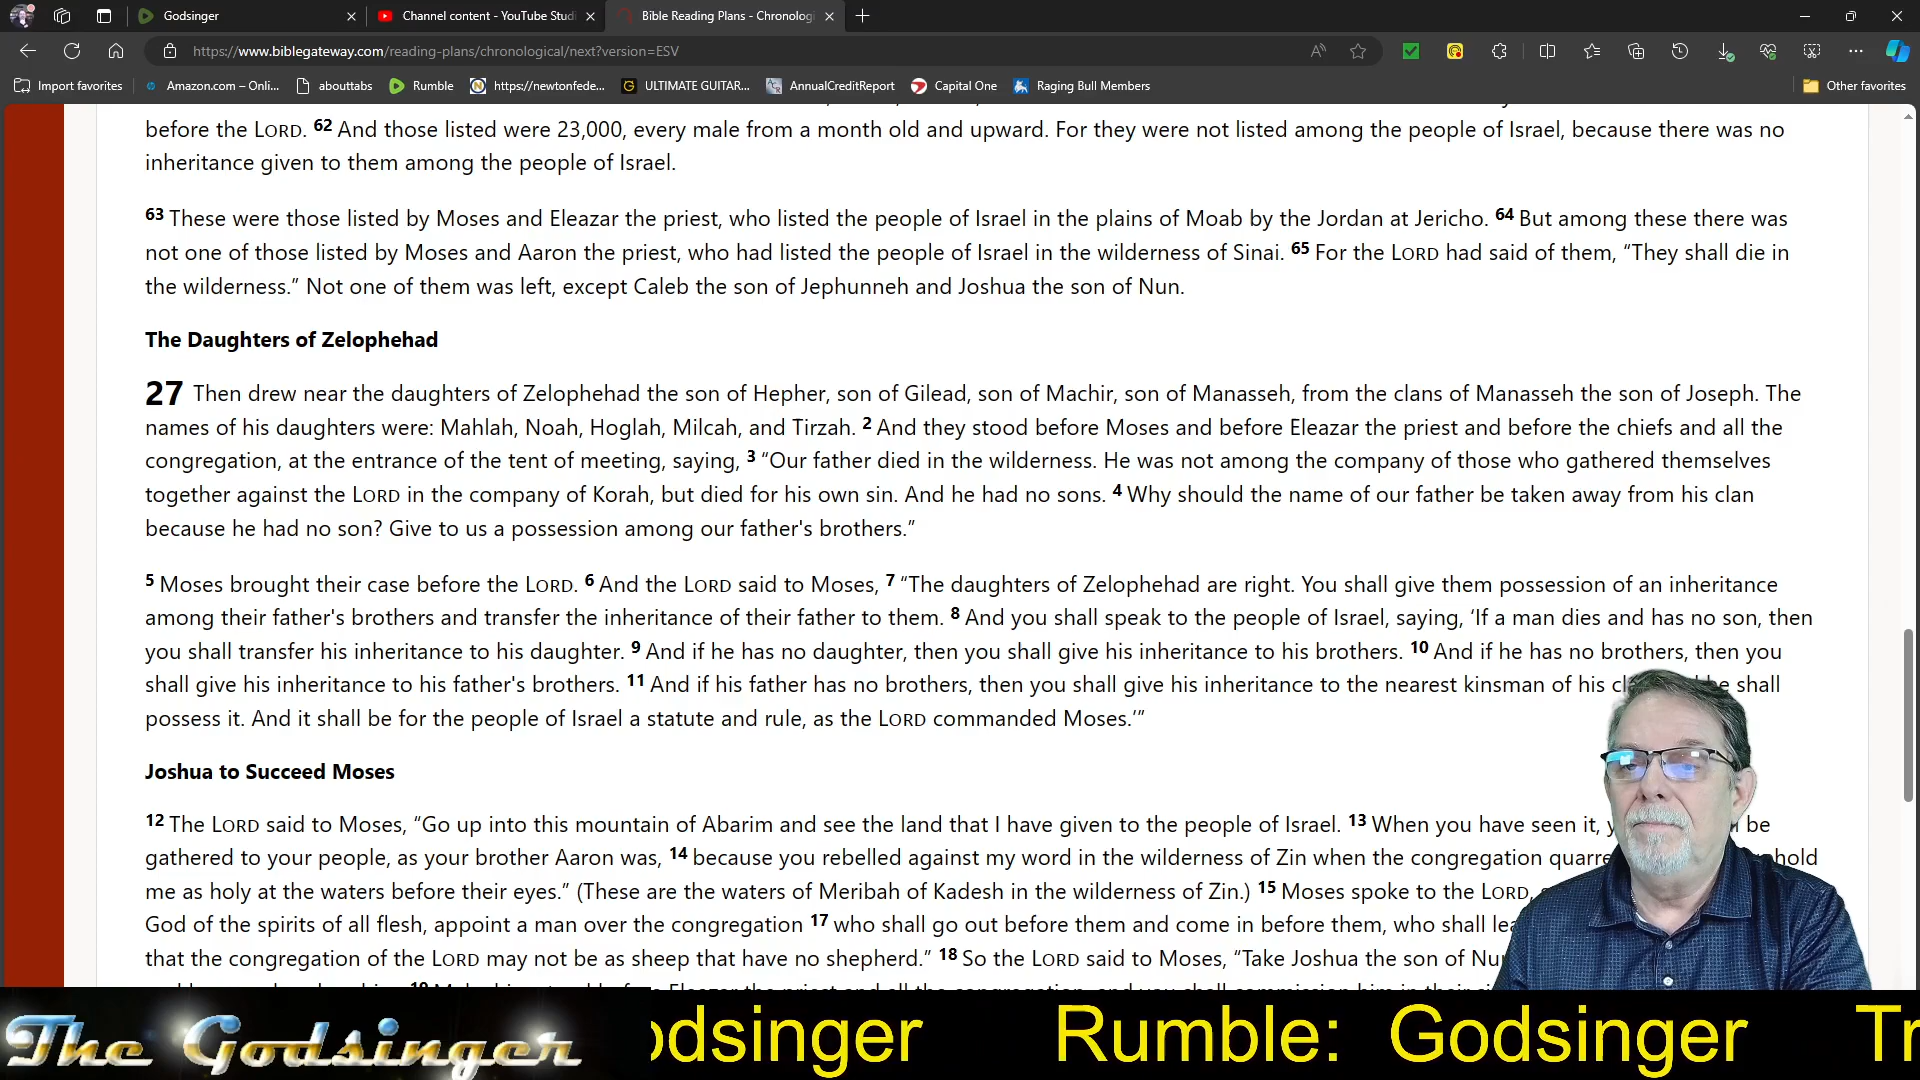 Godsinger
Channel content - YouTube Studi
Bible Reading Plans - Chronologi
https://www.biblegateway.com/reading-plans/chronological/next?version=ESV
Import favorites
Amazon.com – Onli...
abouttabs
Rumble
https://newtonfede...
ULTIMATE GUITAR...
AnnualCreditReport
Capital One
Raging Bull Members
Other favorites
before the LORD. 62 And those listed were 23,000, every male from a month old and upward. For they were not listed among the people of Israel, because there was no
inheritance given to them among the people of Israel.
63 These were those listed by Moses and Eleazar the priest, who listed the people of Israel in the plains of Moab by the Jordan at Jericho. 64 But among these there was
not one of those listed by Moses and Aaron the priest, who had listed the people of Israel in the wilderness of Sinai. 65 For the LORD had said of them, “They shall die in
the wilderness.” Not one of them was left, except Caleb the son of Jephunneh and Joshua the son of Nun.
The Daughters of Zelophehad
27 Then drew near the daughters of Zelophehad the son of Hepher, son of Gilead, son of Machir, son of Manasseh, from the clans of Manasseh the son of Joseph. The
names of his daughters were: Mahlah, Noah, Hoglah, Milcah, and Tirzah. 2 And they stood before Moses and before Eleazar the priest and before the chiefs and all the
congregation, at the entrance of the tent of meeting, saying, 3 “Our father died in the wilderness. He was not among the company of those who gathered themselves
together against the LORD in the company of Korah, but died for his own sin. And he had no sons. 4 Why should the name of our father be taken away from his clan
because he had no son? Give to us a possession among our father's brothers.”
5 Moses brought their case before the LORD. 6 And the LORD said to Moses, 7 “The daughters of Zelophehad are right. You shall give them possession of an inheritance
among their father's brothers and transfer the inheritance of their father to them. 8 And you shall speak to the people of Israel, saying, ‘If a man dies and has no son, then
you shall transfer his inheritance to his daughter. 9 And if he has no daughter, then you shall give his inheritance to his brothers. 10 And if he has no brothers, then you
shall give his inheritance to his father's brothers. 11 And if his father has no brothers, then you shall give his inheritance to the nearest kinsman of his shall
possess it. And it shall be for the people of Israel a statute and rule, as the LORD commanded Moses.’”
Joshua to Succeed Moses
12 The LORD said to Moses, “Go up into this mountain of Abarim and see the land that I have given to the people of Israel. 13 When you have seen it, be
gathered to your people, as your brother Aaron was, 14 because you rebelled against my word in the wilderness of Zin when the congregation quarre hold
me as holy at the waters before their eyes.” (These are the waters of Meribah of Kadesh in the wilderness of Zin.) 15 Moses spoke to the LORD,
God of the spirits of all flesh, appoint a man over the congregation 17 who shall go out before them and come in before them, who shall lea
that the congregation of the LORD may not be as sheep that have no shepherd.” 18 So the LORD said to Moses, “Take Joshua the son of Nun
The Godsinger
odsinger Rumble: Godsinger Tr